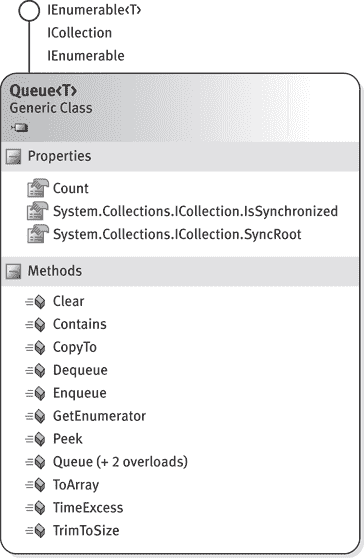 IEnumerable<T>
ICollection
IEnumerable
Queue<T>
Generic Class
Properties
Count
System.Collections.ICollection.IsSynchronized
System.Collections.ICollection.SyncRoot
Methods
Clear
Contains
CopyTo
Dequeue
Enqueue
GetEnumerator
Peek
Queue (+ 2 overloads)
ToArray
TimeExcess
TrimToSize